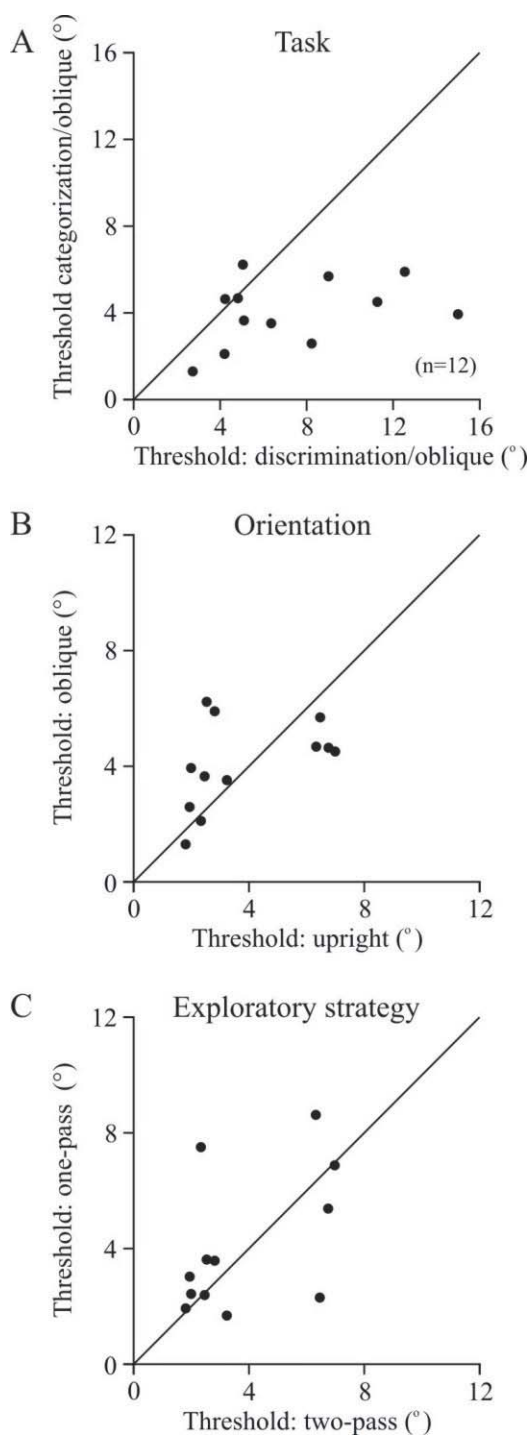 A
Task
Threshold categorization/oblique (°)
16
12
8
4
0
(n=12)
0 4 8 12 16
Threshold: discrimination/oblique (°)
B
Orientation
Threshold: oblique (°)
12
8
4
0
0 4 8 12
Threshold: upright (°)
C
Exploratory strategy
Threshold: one-pass (°)
12
8
4
0
0 4 8 12
Threshold: two-pass (°)